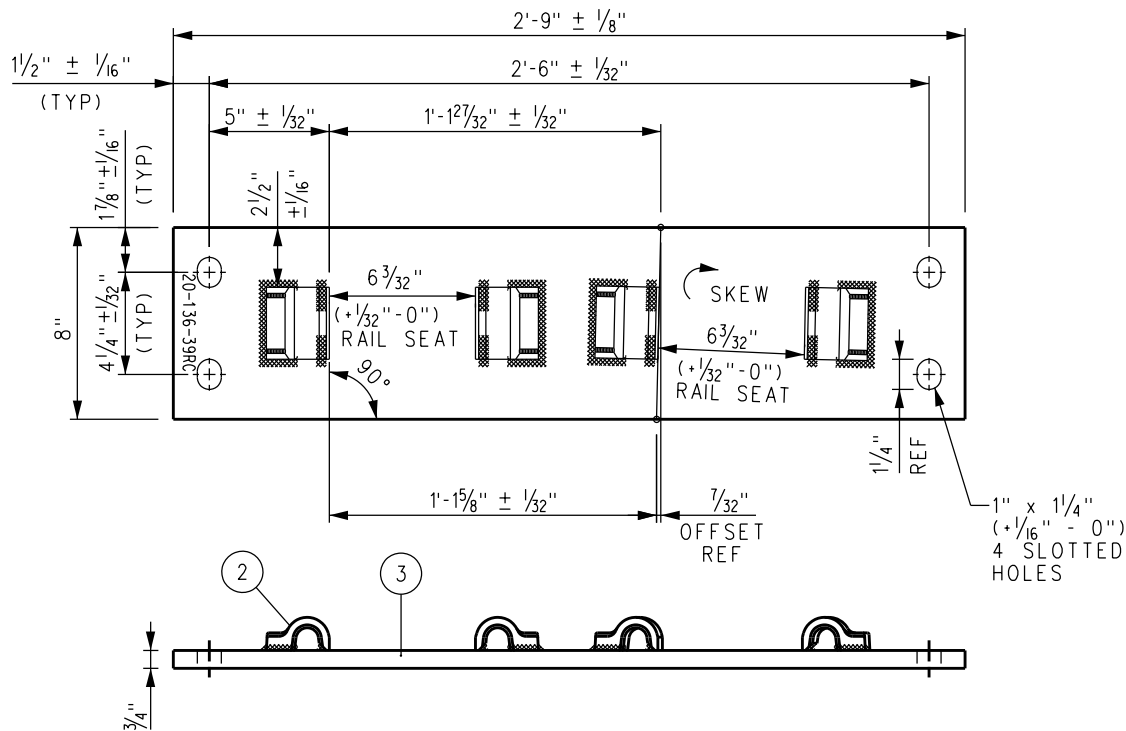 2'-9" ± 1/8"
1 1/2" ± 1/16"
(TYP)
2'-6" ± 1/32"
5" ± 1/32"
1'-1 27/32" ± 1/32"
1 7/8" ± 1/16"
(TYP)
2 1/2"
± 1/16"
8"
4 1/4" ± 1/32"
(TYP)
20-136-39RC
6 3/32"
(+1/32"-0")
RAIL SEAT
90°
SKEW
6 3/32"
(+1/32"-0")
RAIL SEAT
1 1/4"
REF
1'-1 5/8" ± 1/32"
7/32"
OFFSET
REF
1" x 1 1/4"
(+1/16" - 0")
4 SLOTTED
HOLES
2
3
3/4"